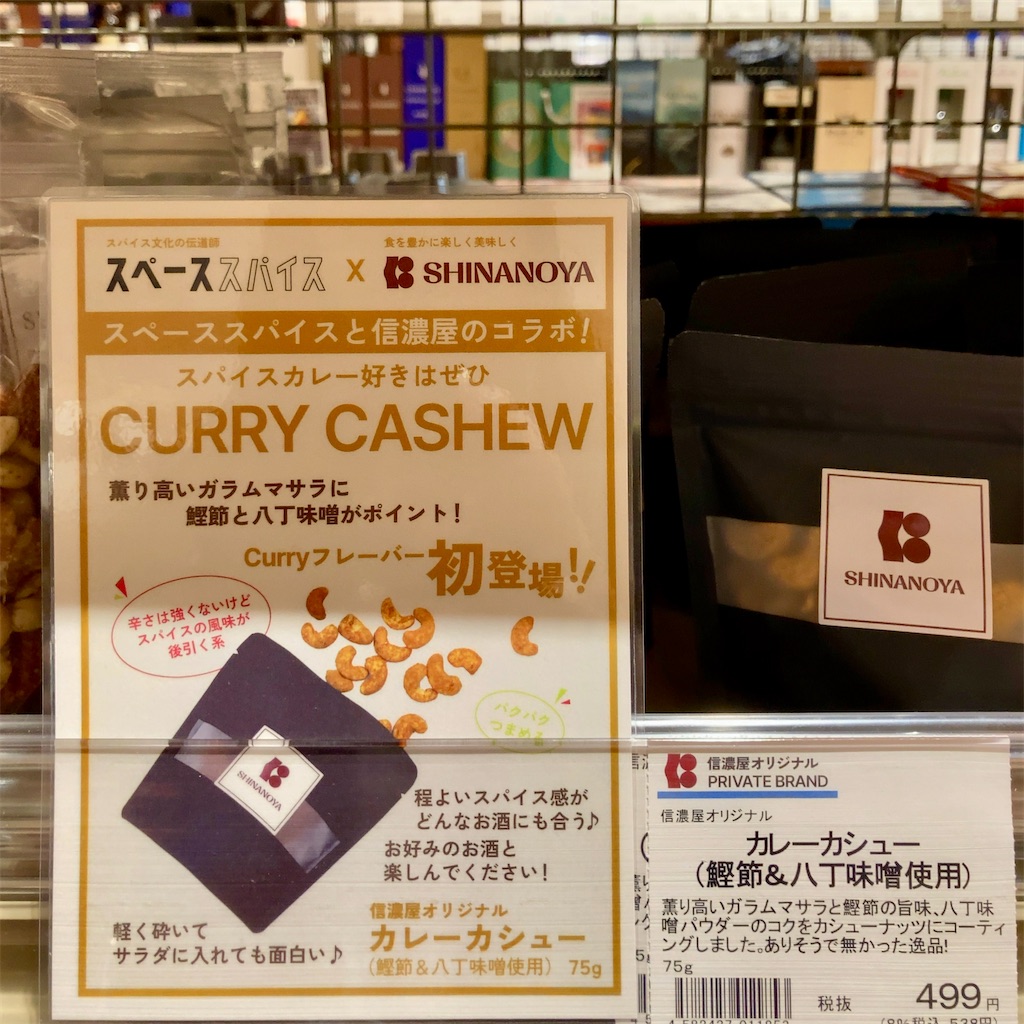 スパイス文化の伝道師
スペーススパイス X
食を豊かに楽しく美味しく
SHINANOYA
スペーススパイスと信濃屋のコラボ!
スパイスカレー好きはぜひ
CURRY CASHEW
薫り高いガラムマサラに
鰹節と八丁味噌がポイント!
Curryフレーバー初登場!!
辛さは強くないけど
スパイスの風味が
後引く系
パクパク
つまめる
SHINANOYA
程よいスパイス感が
どんなお酒にも合う♪
お好みのお酒と
楽しんでください!
軽く砕いて
サラダに入れても面白い♪
信濃屋オリジナル
カレーカシュー
(鰹節&八丁味噌使用) 75g
SHINANOYA
信濃屋オリジナル
PRIVATE BRAND
信濃屋オリジナル
カレーカシュー
(鰹節&八丁味噌使用)
薫り高いガラムマサラと鰹節の旨味、八丁味
噌パウダーのコクをカシューナッツにコーティ
ングしました。ありそうで無かった逸品!
75g
税抜 499円
(8%税込 538円)